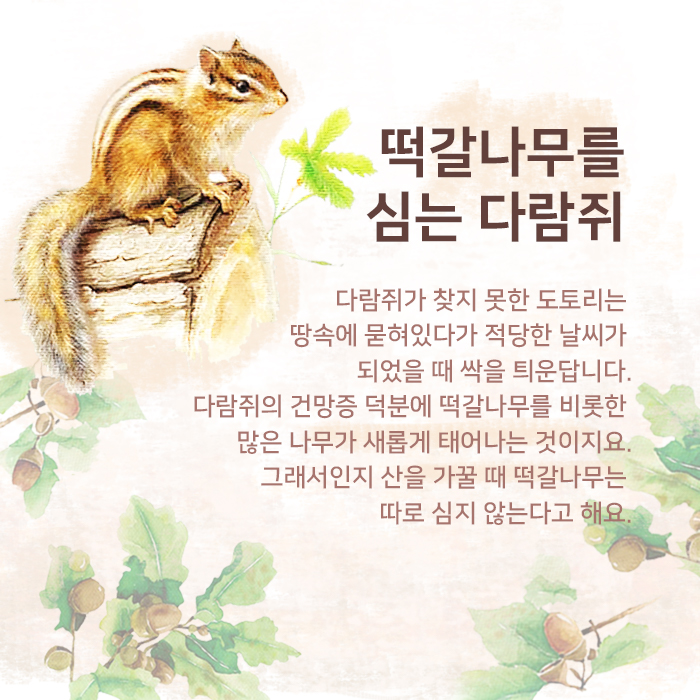 떡갈나무를
심는 다람쥐
다람쥐가 찾지 못한 도토리는
땅속에 묻혀있다가 적당한 날씨가
되었을 때 싹을 틔운답니다.
다람쥐의 건망증 덕분에 떡갈나무를 비롯한
많은 나무가 새롭게 태어나는 것이지요.
그래서인지 산을 가꿀 때 떡갈나무는
따로 심지 않는다고 해요.